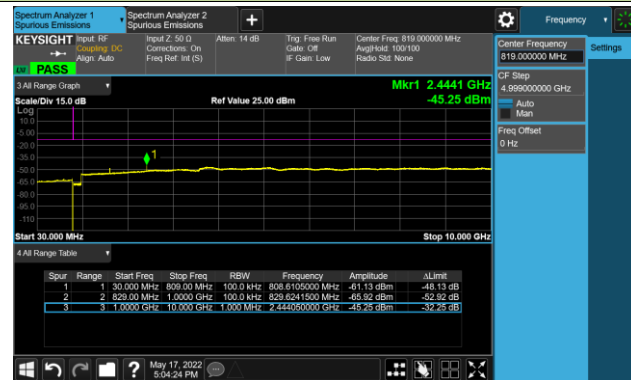 Spectrum Analyzer 1
Spurious Emissions
Spectrum Analyzer 2
Spurious Emissions
Frequency
KEYSIGHT
Input: RF
Coupling: DC
Align: Auto
Input Z: 50 Ω
Corrections: On
Freq Ref: Int (S)
Atten: 14 dB
Trig: Free Run
Gate: Off
IF Gain: Low
Center Freq: 819.000000 MHz
Avg|Hold: 100/100
Radio Std: None
PASS
Center Frequency
819.000000 MHz
Settings
CF Step
4.999000000 GHz
Auto
Man
Freq Offset
0 Hz
3 All Range Graph
Mkr1 2.4441 GHz
Scale/Div 15.0 dB
Ref Value 25.00 dBm
-45.25 dBm
Log
10.0
-5.00
-20.0
-35.0
-50.0
-65.0
-80.0
-95.0
-110
1
Start 30.000 MHz
Stop 10.000 GHz
4 All Range Table
Spur Range Start Freq Stop Freq RBW Frequency Amplitude ΔLimit
1 1 30.000 MHz 809.00 MHz 100.0 kHz 808.6105000 MHz -61.13 dBm -48.13 dB
2 2 829.00 MHz 1.0000 GHz 100.0 kHz 829.6241500 MHz -65.92 dBm -52.92 dB
3 3 1.0000 GHz 10.000 GHz 1.000 MHz 2.444050000 GHz -45.25 dBm -32.25 dB
May 17, 2022
5:04:24 PM